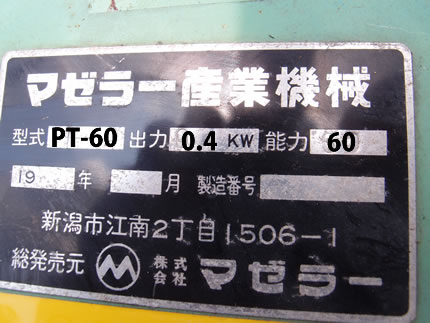 マゼラー産業機械
型式 PT-60 出力 0.4 KW 能力 60
19 年 月 製造番号
新潟市江南2丁目1506-1
総発売元 M 株式会社 マゼラー